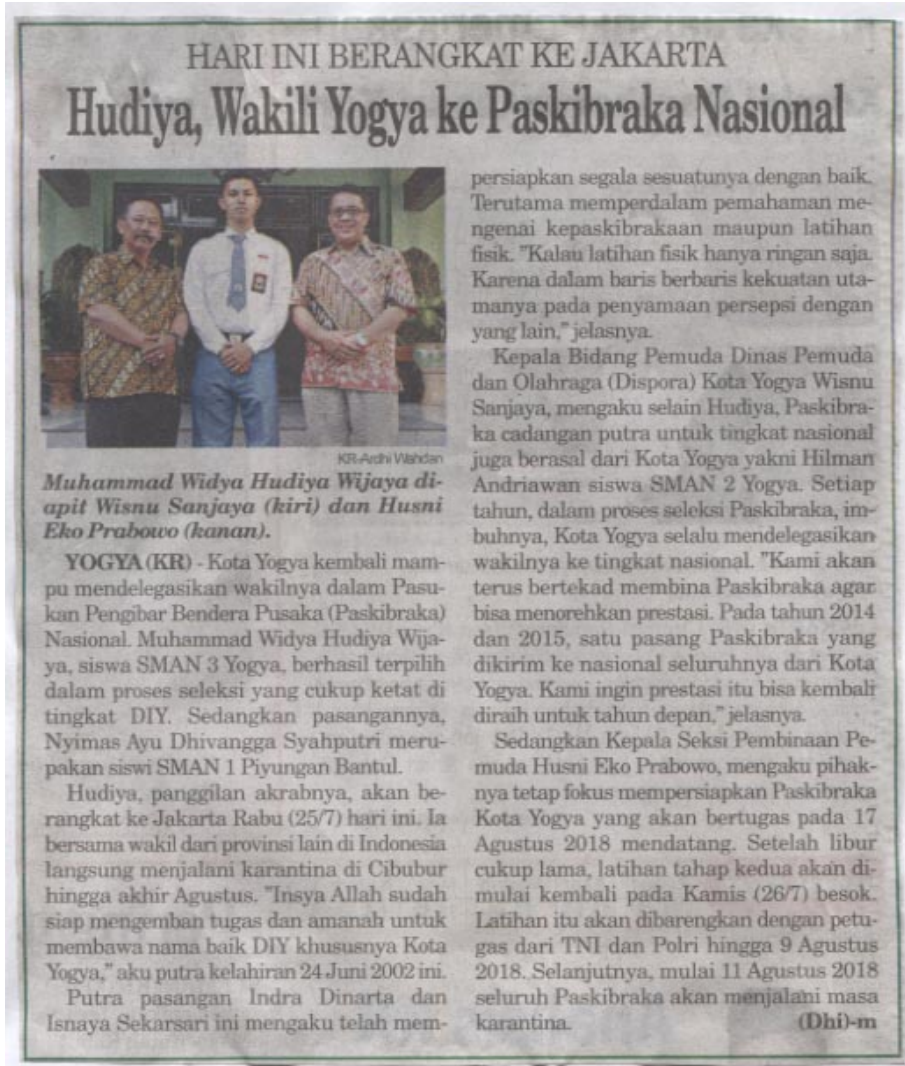 HARI INI BERANGKAT KE JAKARTA
Hudiya, Wakili Yogya ke Paskibraka Nasional
KR-Ardhi Wahdan
Muhammad Widya Hudiya Wijaya di-
apit Wisnu Sanjaya (kiri) dan Husni
Eko Prabowo (kanan).
YOGYA (KR) - Kota Yogya kembali mam-
pu mendelegasikan wakilnya dalam Pasu-
kan Pengibar Bendera Pusaka (Paskibraka)
Nasional. Muhammad Widya Hudiya Wija-
ya, siswa SMAN 3 Yogya, berhasil terpilih
dalam proses seleksi yang cukup ketat di
tingkat DIY. Sedangkan pasangannya,
Nyimas Ayu Dhivangga Syahputri meru-
pakan siswi SMAN 1 Piyungan Bantul.
Hudiya, panggilan akrabnya, akan be-
rangkat ke Jakarta Rabu (25/7) hari ini. Ia
bersama wakil dari provinsi lain di Indonesia
langsung menjalani karantina di Cibubur
hingga akhir Agustus. "Insya Allah sudah
siap mengemban tugas dan amanah untuk
membawa nama baik DIY khususnya Kota
Yogya," aku putra kelahiran 24 Juni 2002 ini.
Putra pasangan Indra Dinarta dan
Isnaya Sekarsari ini mengaku telah mem-
persiapkan segala sesuatunya dengan baik.
Terutama memperdalam pemahaman me-
ngenai kepaskibrakaan maupun latihan
fisik. "Kalau latihan fisik hanya ringan saja.
Karena dalam baris berbaris kekuatan uta-
manya pada penyamaan persepsi dengan
yang lain," jelasnya.
Kepala Bidang Pemuda Dinas Pemuda
dan Olahraga (Dispora) Kota Yogya Wisnu
Sanjaya, mengaku selain Hudiya, Paskibra-
ka cadangan putra untuk tingkat nasional
juga berasal dari Kota Yogya yakni Hilman
Andriawan siswa SMAN 2 Yogya. Setiap
tahun, dalam proses seleksi Paskibraka, im-
buhnya, Kota Yogya selalu mendelegasikan
wakilnya ke tingkat nasional. "Kami akan
terus bertekad membina Paskibraka agar
bisa menorehkan prestasi. Pada tahun 2014
dan 2015, satu pasang Paskibraka yang
dikirim ke nasional seluruhnya dari Kota
Yogya. Kami ingin prestasi itu bisa kembali
diraih untuk tahun depan," jelasnya.
Sedangkan Kepala Seksi Pembinaan Pe-
muda Husni Eko Prabowo, mengaku pihak-
nya tetap fokus mempersiapkan Paskibraka
Kota Yogya yang akan bertugas pada 17
Agustus 2018 mendatang. Setelah libur
cukup lama, latihan tahap kedua akan di-
mulai kembali pada Kamis (26/7) besok.
Latihan itu akan dibarengkan dengan petu-
gas dari TNI dan Polri hingga 9 Agustus
2018. Selanjutnya, mulai 11 Agustus 2018
seluruh Paskibraka akan menjalani masa
karantina. (Dhi)-m